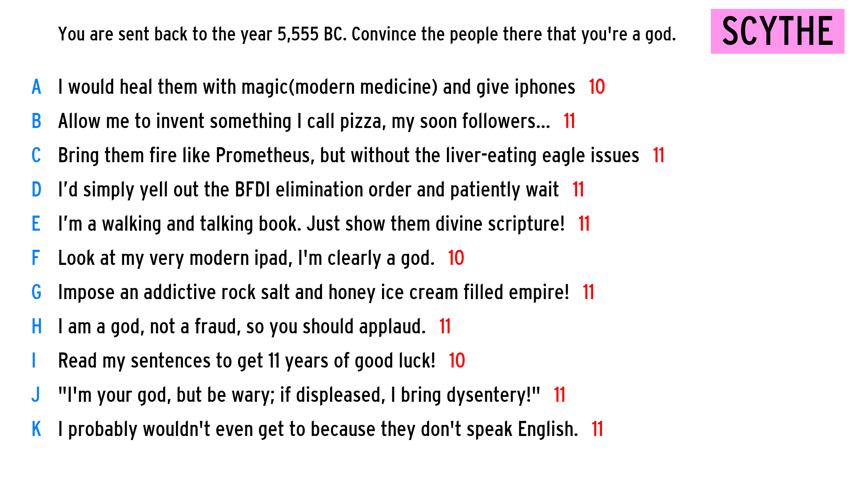 You are sent back to the year 5,555 BC. Convince the people there that you're a god.
SCYTHE
A I would heal them with magic(modern medicine) and give iphones 10
B Allow me to invent something I call pizza, my soon followers... 11
C Bring them fire like Prometheus, but without the liver-eating eagle issues 11
D I’d simply yell out the BFDI elimination order and patiently wait 11
E I’m a walking and talking book. Just show them divine scripture! 11
F Look at my very modern ipad, I'm clearly a god. 10
G Impose an addictive rock salt and honey ice cream filled empire! 11
H I am a god, not a fraud, so you should applaud. 11
I Read my sentences to get 11 years of good luck! 10
J "I'm your god, but be wary; if displeased, I bring dysentery!" 11
K I probably wouldn't even get to because they don't speak English. 11